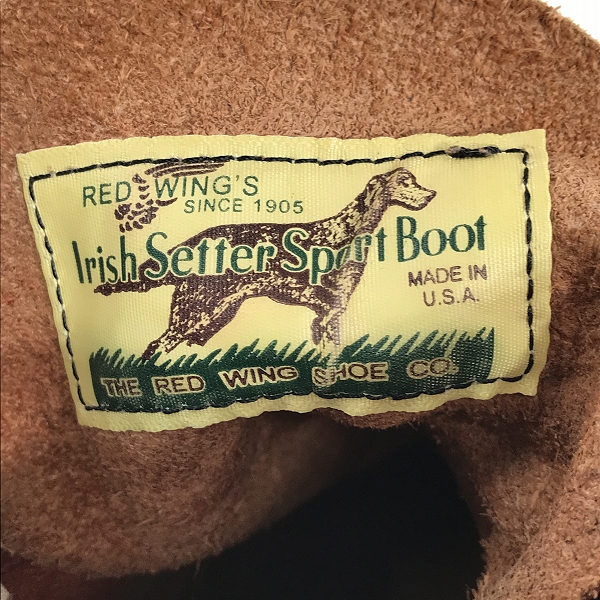 RED WING'S
SINCE 1905
Irish Setter Sport Boot
MADE IN
U.S.A.
THE RED WING SHOE CO.